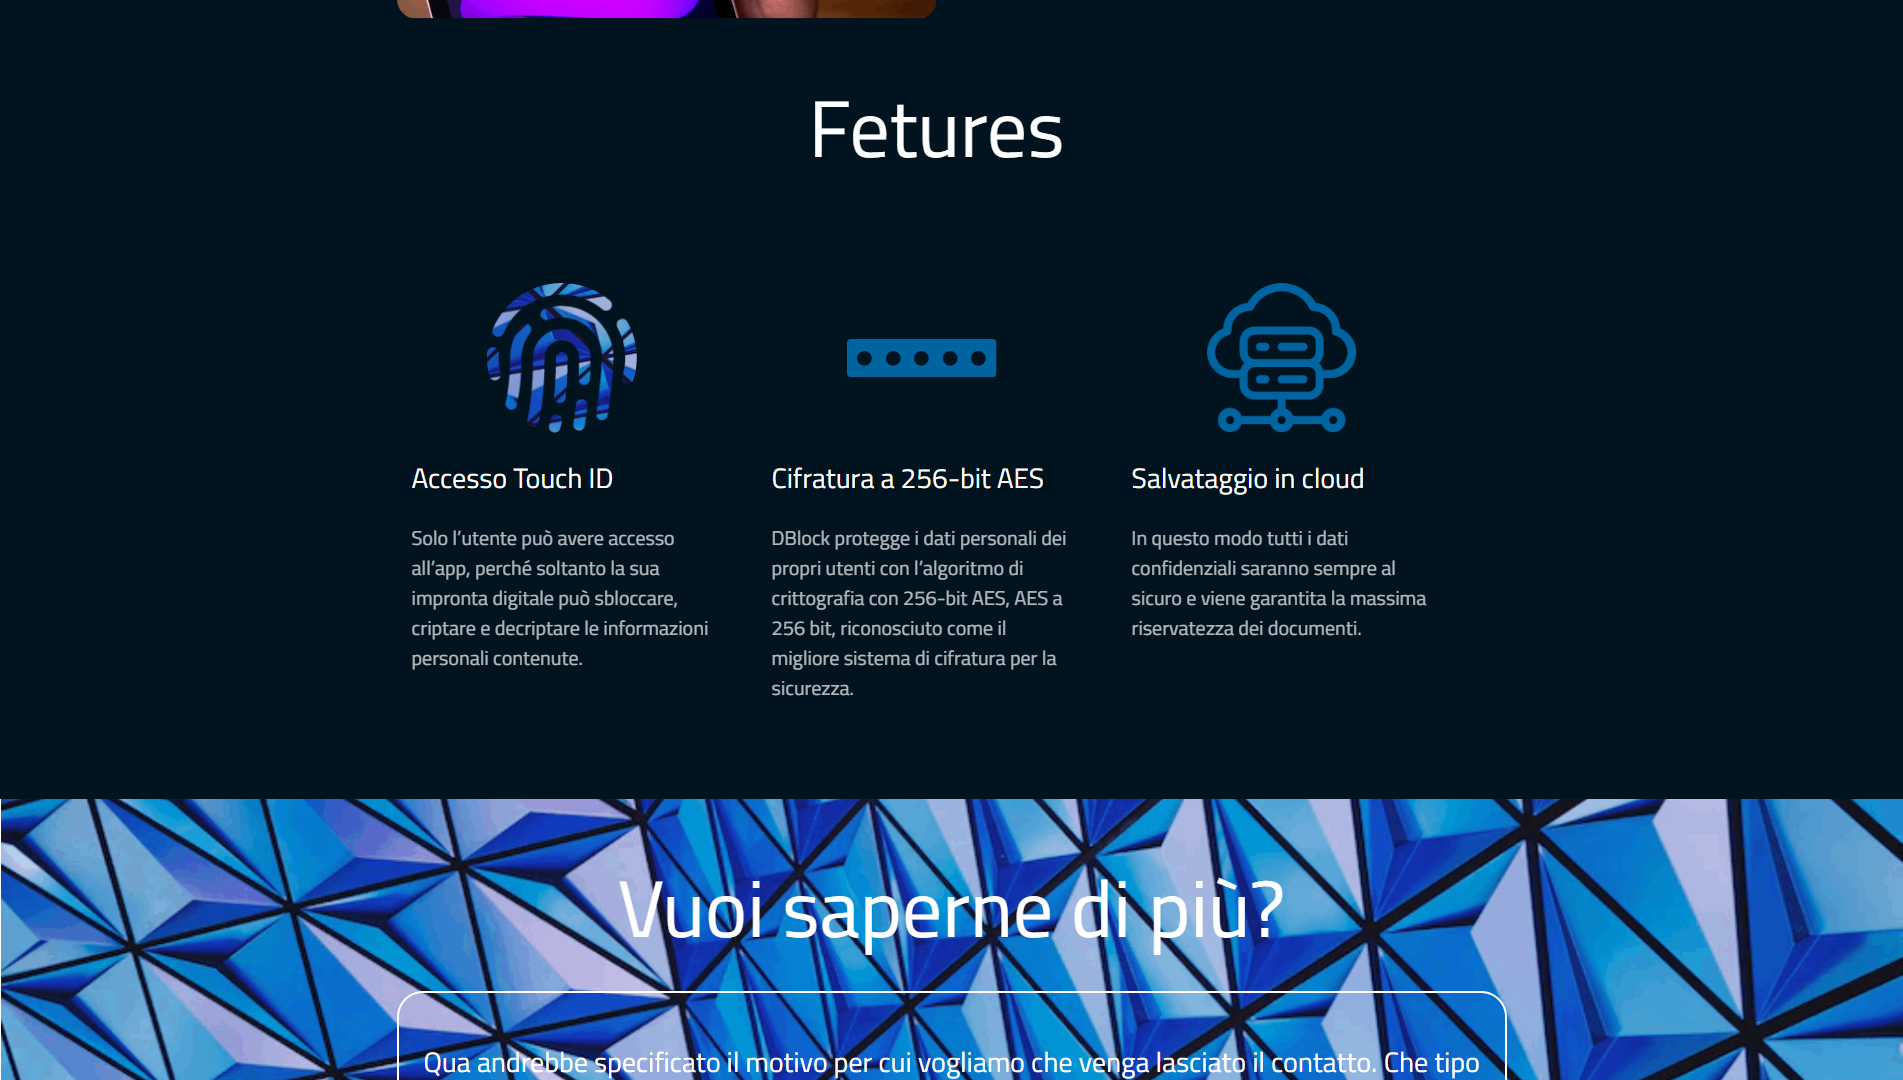 Fetures
Accesso Touch ID
Solo l’utente può avere accesso
all’app, perché soltanto la sua
impronta digitale può sbloccare,
criptare e decriptare le informazioni
personali contenute.
Cifratura a 256-bit AES
DBlock protegge i dati personali dei
propri utenti con l’algoritmo di
crittografia con 256-bit AES, AES a
256 bit, riconosciuto come il
migliore sistema di cifratura per la
sicurezza.
Salvataggio in cloud
In questo modo tutti i dati
confidenziali saranno sempre al
sicuro e viene garantita la massima
riservatezza dei documenti.
Vuoi saperne di più?
Qua andrebbe specificato il motivo per cui vogliamo che venga lasciato il contatto. Che tipo